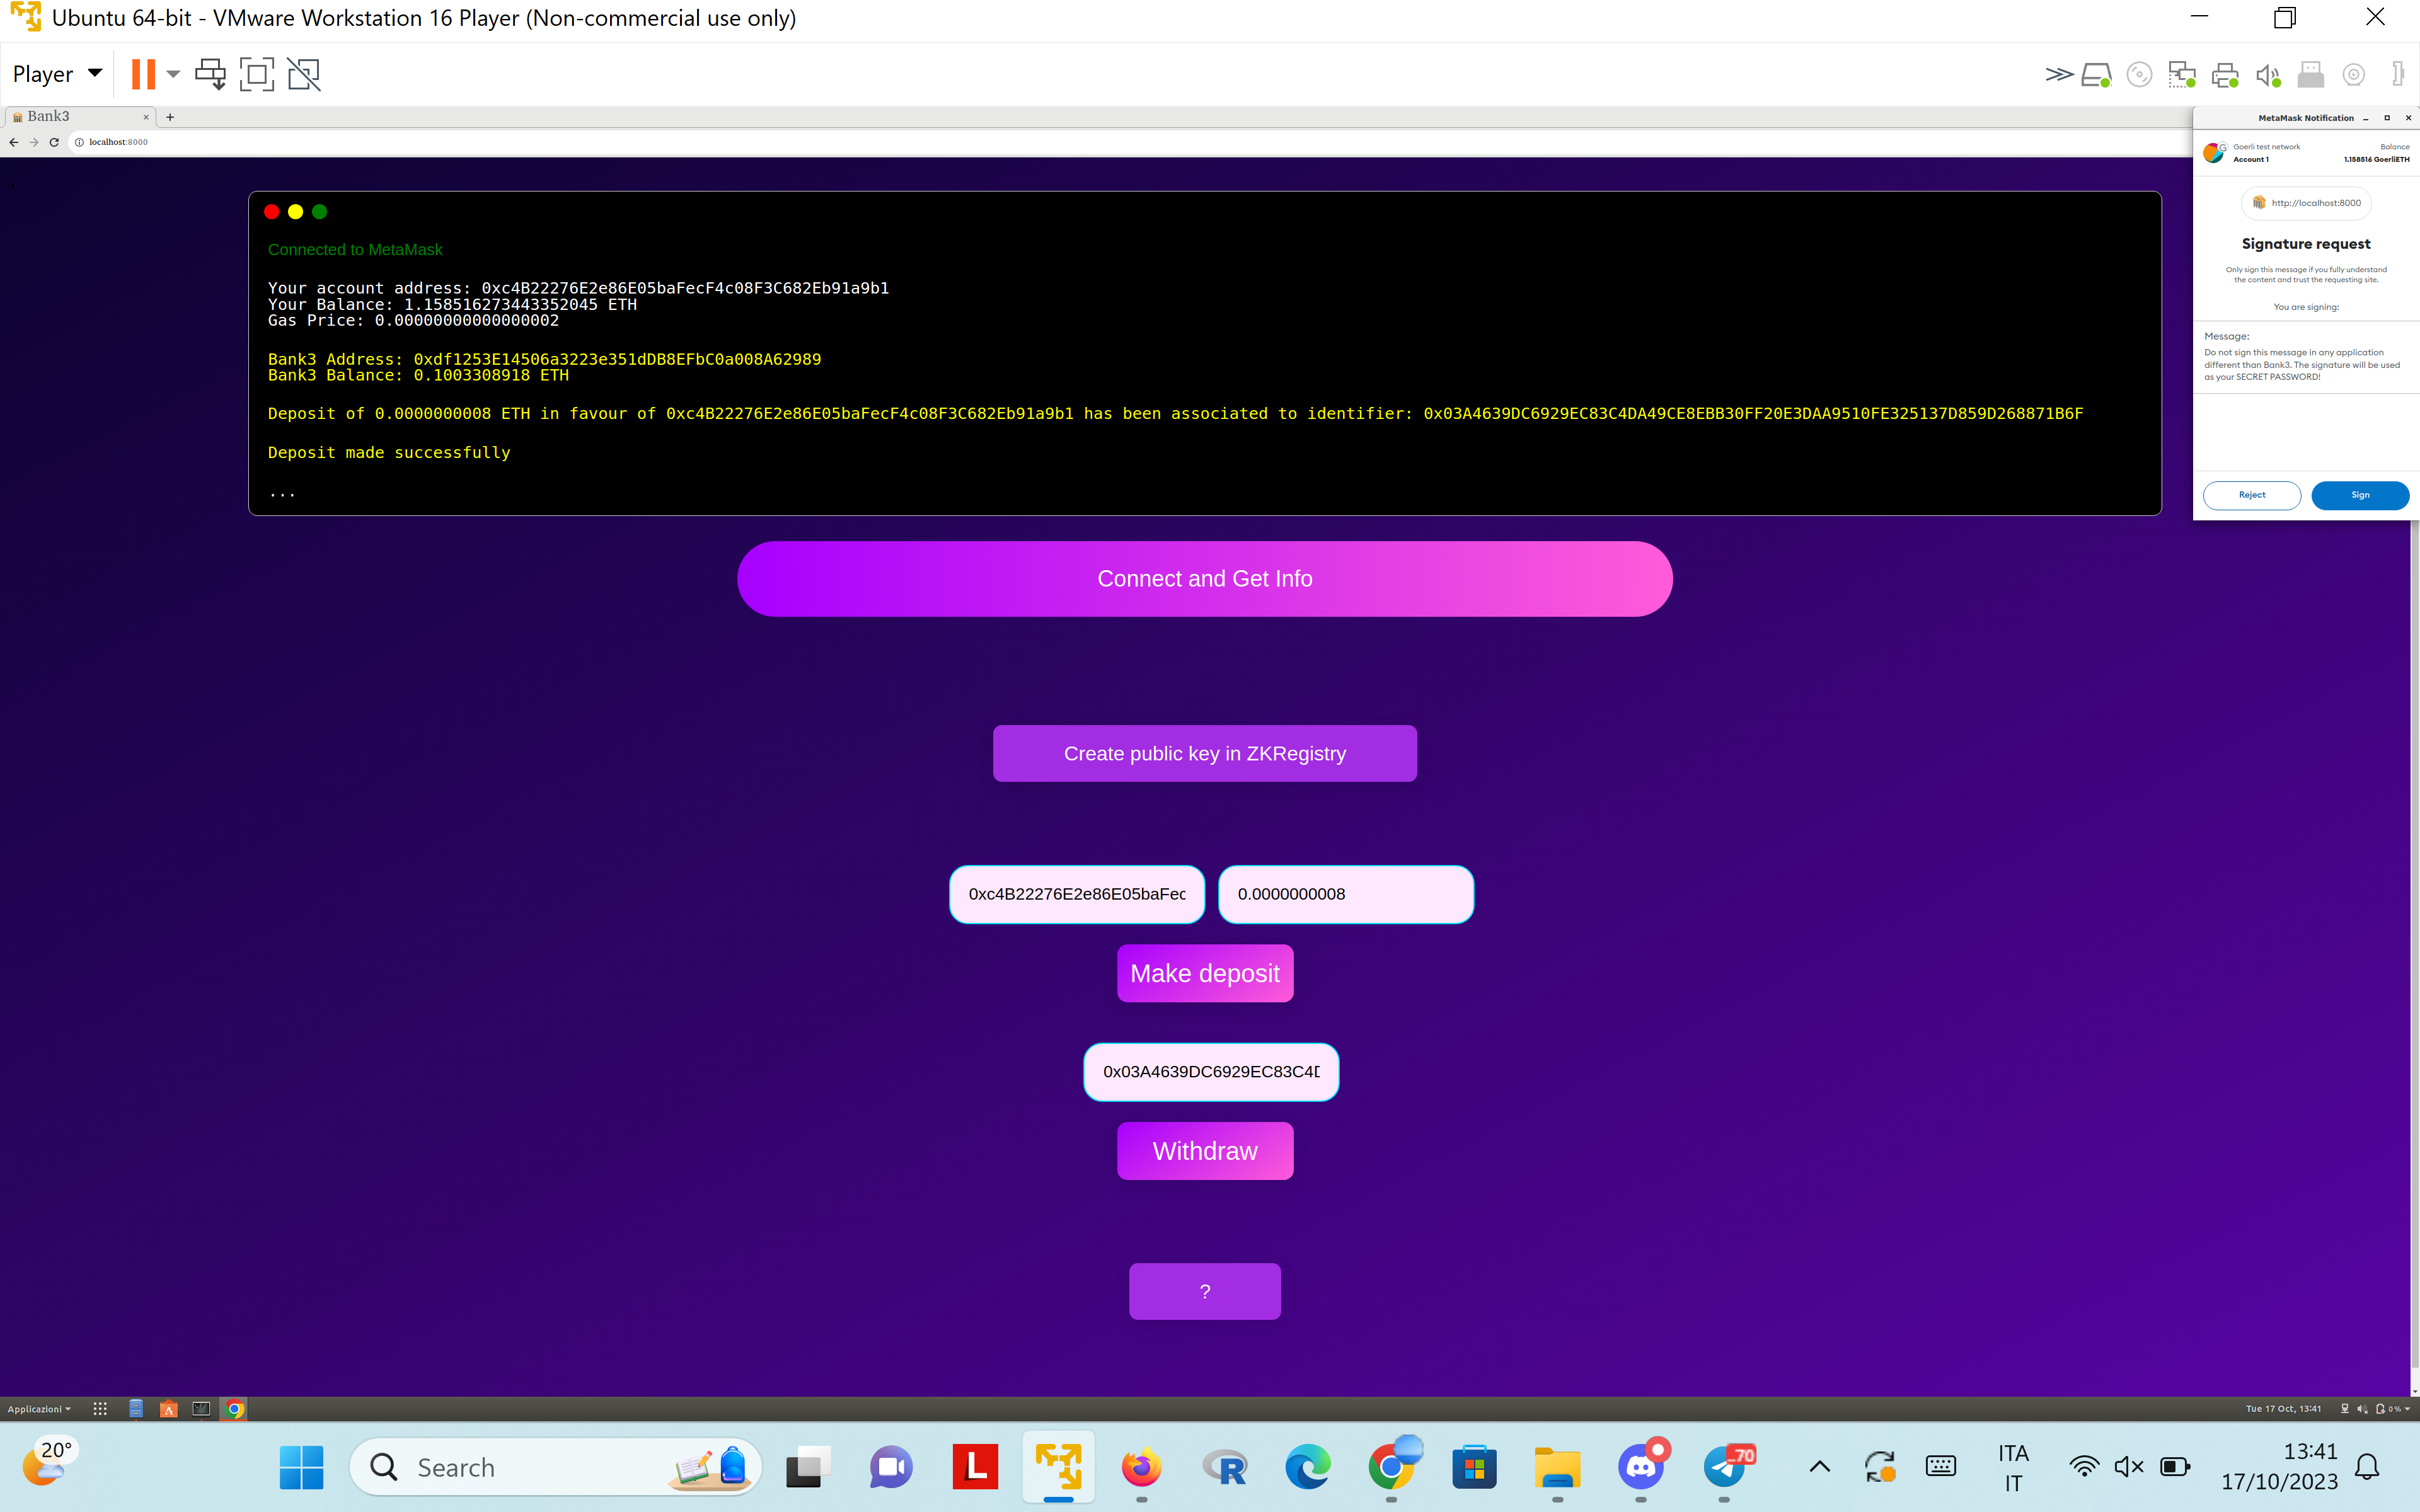 Ubuntu 64-bit - VMware Workstation 16 Player (Non-commercial use only)
Player
Bank3
localhost:8000
MetaMask Notification
Goerli test network
Balance
Account 1
1.158516 GoerliETH
http://localhost:8000
Signature request
Only sign this message if you fully understand
the content and trust the requesting site.
You are signing:
Message:
Do not sign this message in any application
different than Bank3. The signature will be used
as your SECRET PASSWORD!
Reject
Sign
Connected to MetaMask
Your account address: 0xc4B22276E2e86E05baFecF4c08F3C682Eb91a9b1
Your Balance: 1.158516273443352045 ETH
Gas Price: 0.00000000000000002
Bank3 Address: 0xdf1253E14506a3223e351dDB8EFbC0a008A62989
Bank3 Balance: 0.1003308918 ETH
Deposit of 0.0000000008 ETH in favour of 0xc4B22276E2e86E05baFecF4c08F3C682Eb91a9b1 has been associated to identifier: 0x03A4639DC6929EC83C4DA49CE8EBB30FF20E3DAA9510FE325137D859D268871B6F
Deposit made successfully
...
Connect and Get Info
Create public key in ZKRegistry
0xc4B22276E2e86E05baFec
0.0000000008
Make deposit
0x03A4639DC6929EC83C4D
Withdraw
?
Applicazioni
Tue 17 Oct, 13:41
0 %
20°
Search
L
R
70
ITA
IT
13:41
17/10/2023